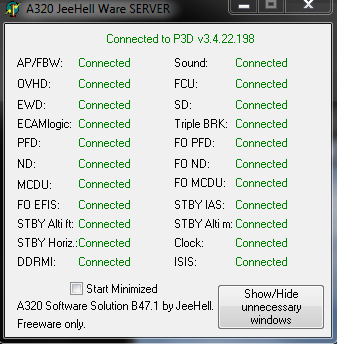 A320 JeeHell Ware SERVER
Connected to P3D v3.4.22.198
AP/FBW: Connected Sound: Connected
OVHD: Connected FCU: Connected
EWD: Connected SD: Connected
ECAMlogic: Connected Triple BRK: Connected
PFD: Connected FO PFD: Connected
ND: Connected FO ND: Connected
MCDU: Connected FO MCDU: Connected
FO EFIS: Connected STBY IAS: Connected
STBY Alti ft: Connected STBY Alti m: Connected
STBY Horiz.: Connected Clock: Connected
DDRMI: Connected ISIS: Connected
Start Minimized
A320 Software Solution B47.1 by JeeHell.
Freeware only.
Show/Hide
unnecessary
windows